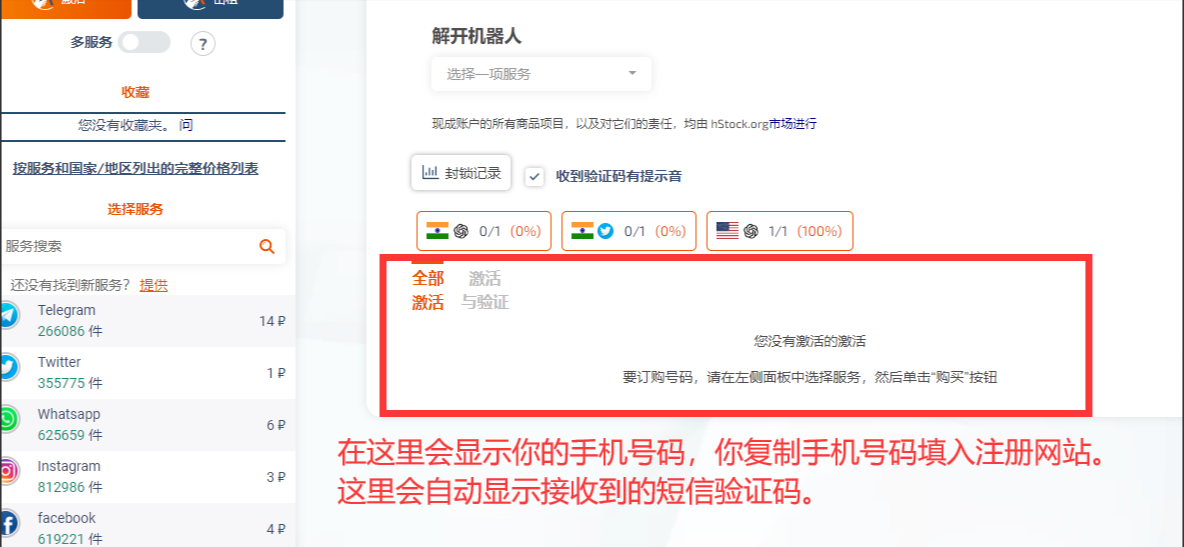 激活
出租
多服务
?
收藏
您没有收藏夹。 问
按服务和国家/地区列出的完整价格列表
选择服务
服务搜索
还没有找到新服务? 提供
Telegram
266086 件
14 ₽
Twitter
355775 件
1 ₽
Whatsapp
625659 件
6 ₽
Instagram
812986 件
3 ₽
facebook
619221 件
4 ₽
解开机器人
选择一项服务
现成账户的所有商品项目，以及对它们的责任，均由 hStock.org市场进行
封锁记录
收到验证码有提示音
0/1 (0%)
0/1 (0%)
1/1 (100%)
全部 激活
激活 与验证
您没有激活的激活
要订购号码，请在左侧面板中选择服务，然后单击“购买”按钮
在这里会显示你的手机号码，你复制手机号码填入注册网站。
这里会自动显示接收到的短信验证码。